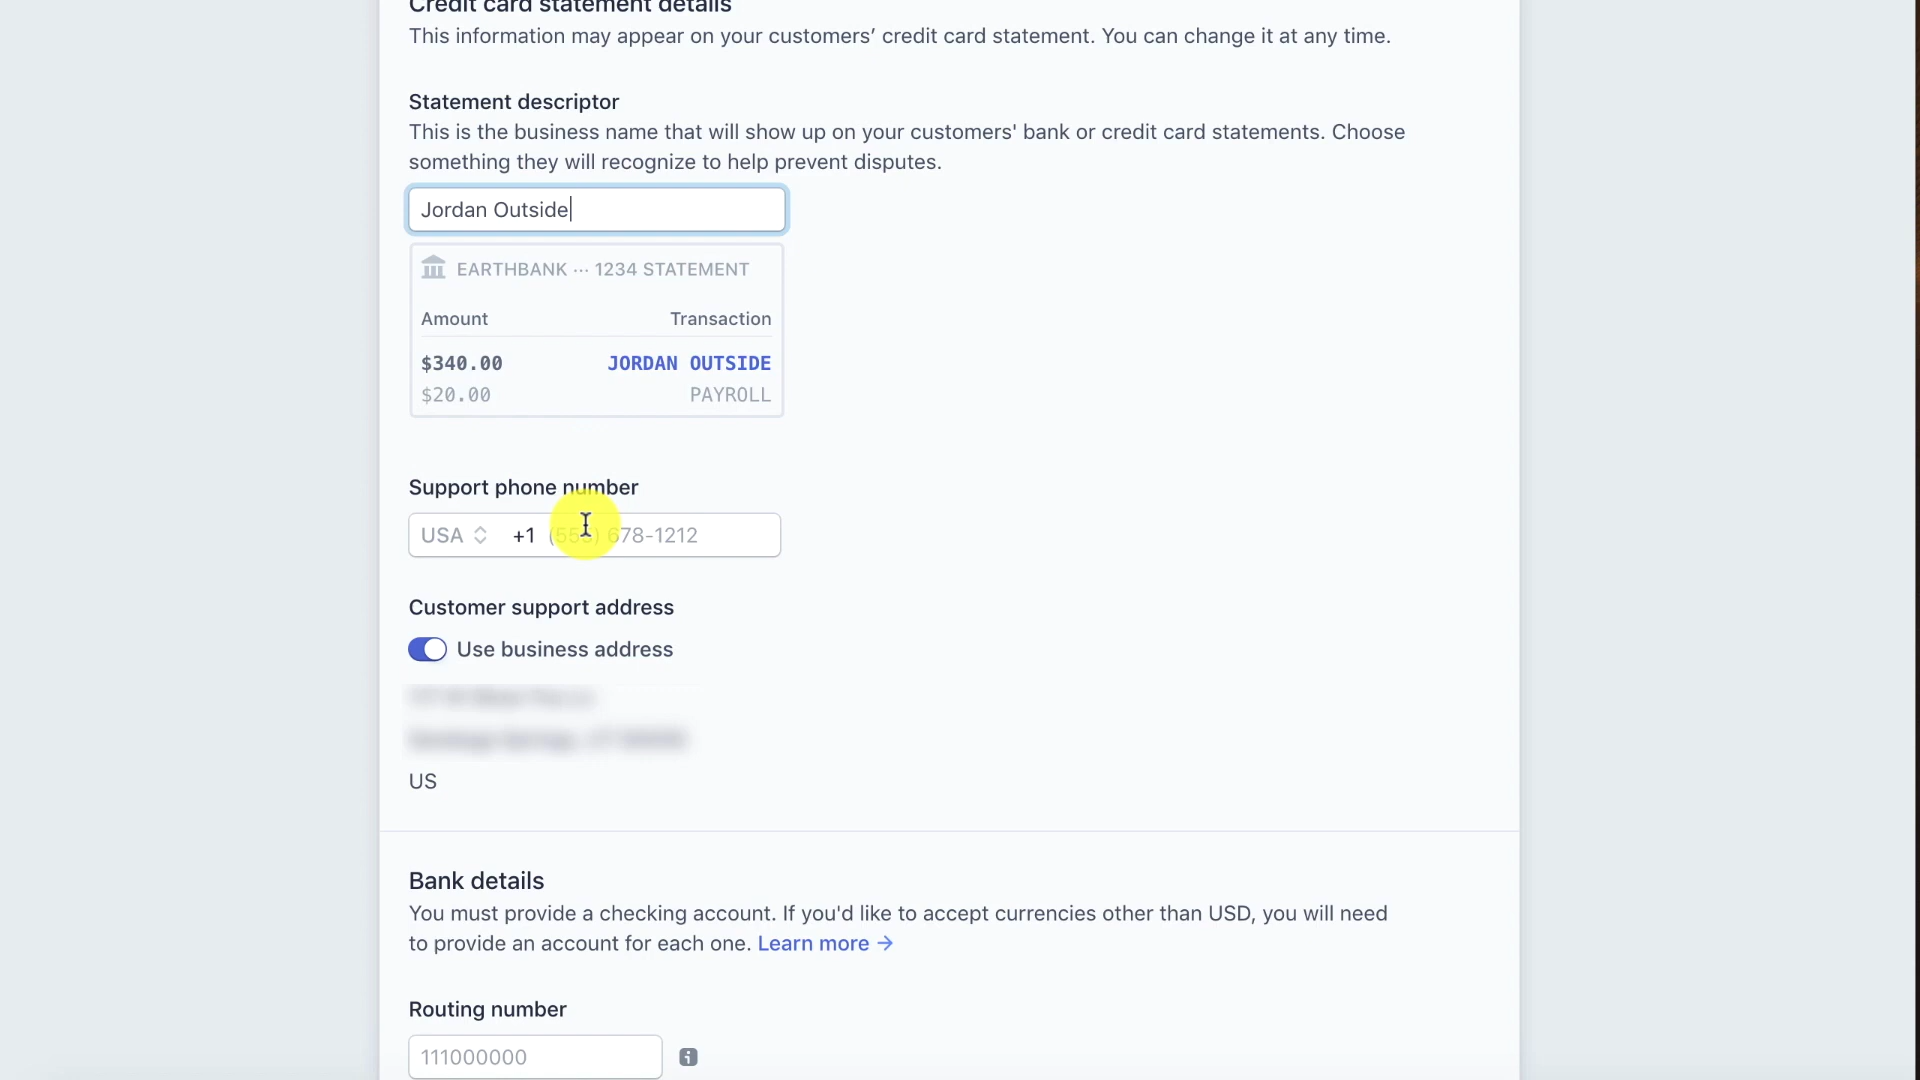 Credit card statement details
This information may appear on your customers’ credit card statement. You can change it at any time.
Statement descriptor
This is the business name that will show up on your customers' bank or credit card statements. Choose
something they will recognize to help prevent disputes.
Jordan Outside
EARTHBANK ··· 1234 STATEMENT
Amount Transaction
$340.00 JORDAN OUTSIDE
$20.00 PAYROLL
Support phone number
USA +1 (555) 678-1212
Customer support address
Use business address
US
Bank details
You must provide a checking account. If you'd like to accept currencies other than USD, you will need
to provide an account for each one. Learn more →
Routing number
111000000